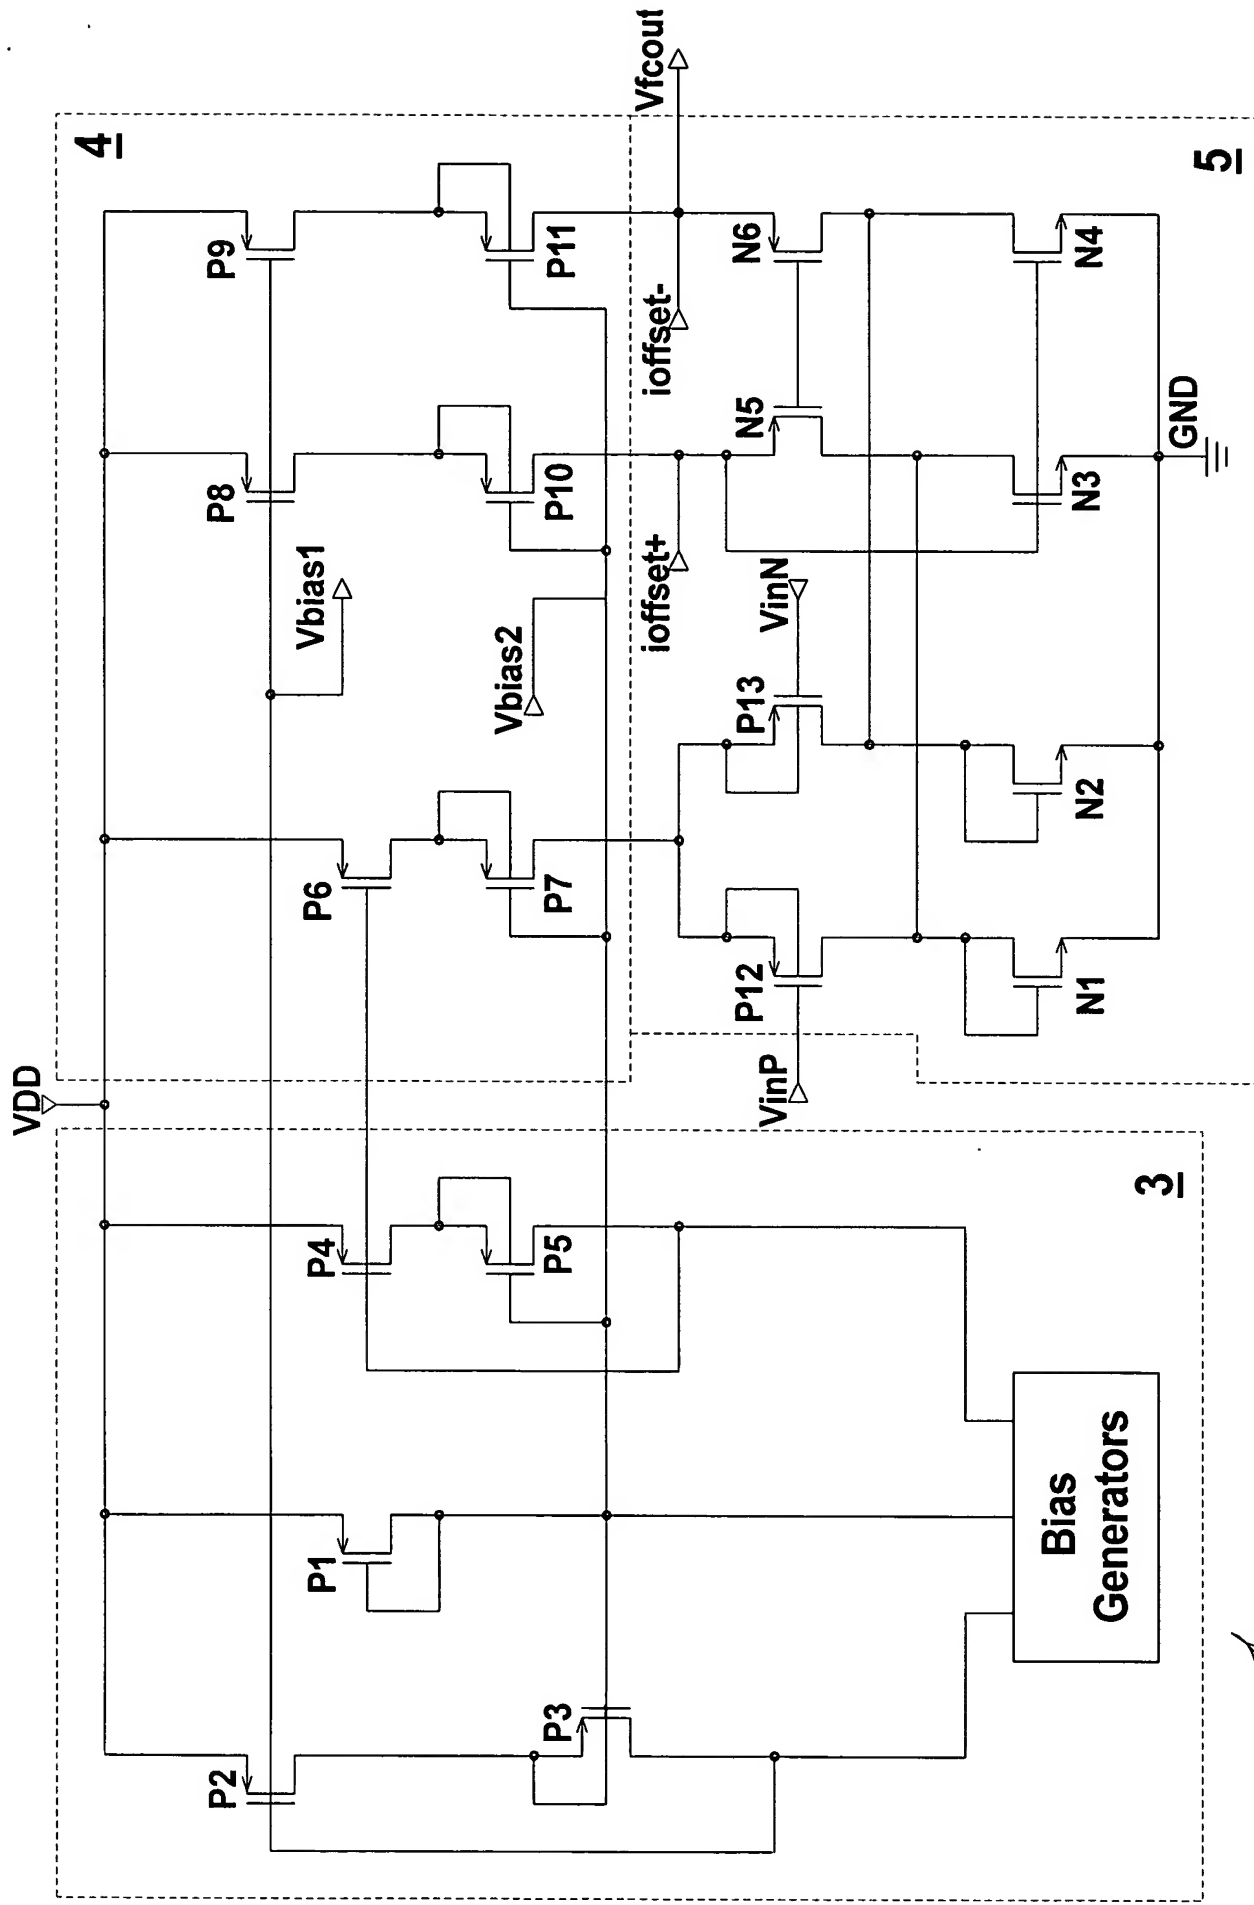 VDD
4
P9
P8
P6
P4
P1
P2
Vbias1
P11
P10
Vbias2
P7
P5
P3
Vfcout
ioffset-
ioffset+
N6
N5
VinN
P13
P12
VinP
N4
N3
N2
N1
GND
5
3
Bias
Generators